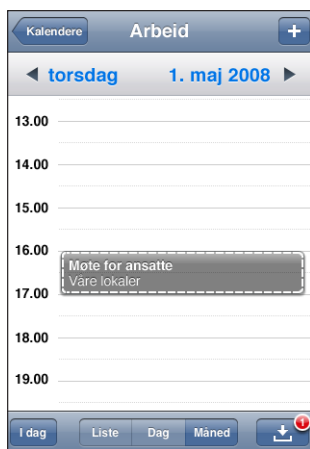 Kalendere Arbeid +
torsdag 1. maj 2008
13.00
14.00
15.00
16.00
Møte for ansatte
Våre lokaler
17.00
18.00
19.00
I dag Liste Dag Måned 1